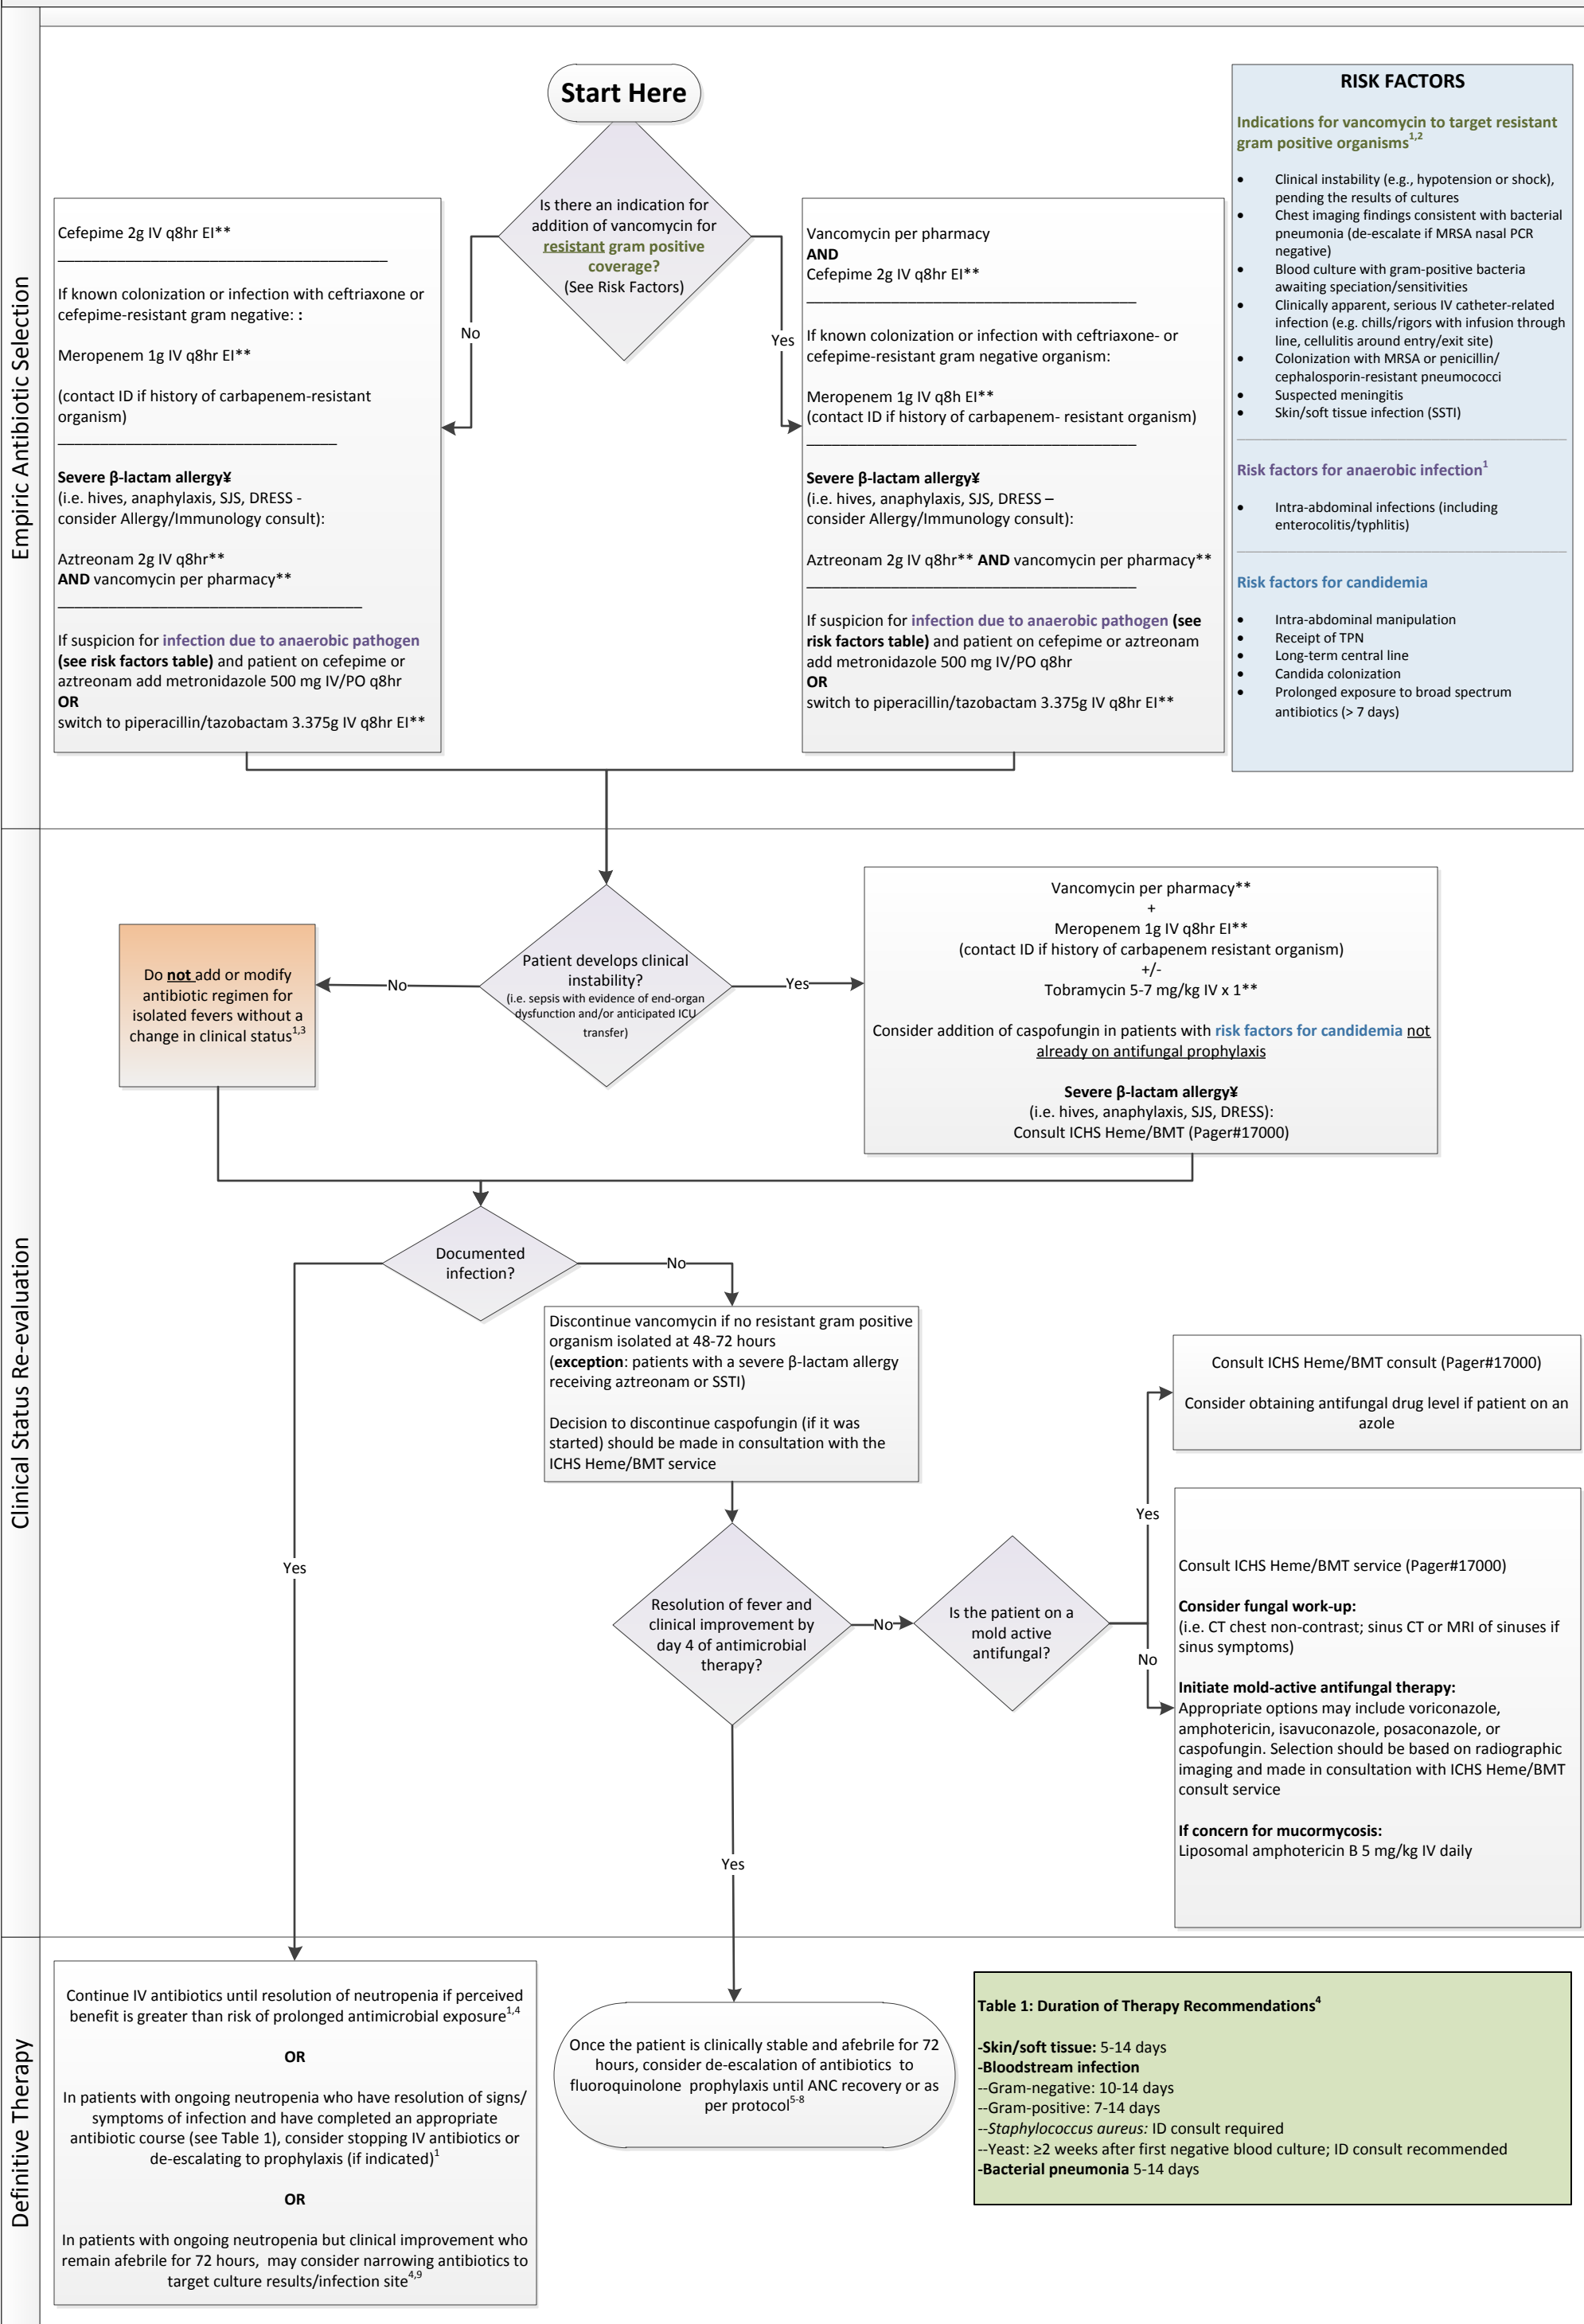 Empiric Antibiotic Selection
Start Here
Is there an indication for
addition of vancomycin for
resistant gram positive
coverage?
(See Risk Factors)
No
Yes
Cefepime 2g IV q8hr EI**
If known colonization or infection with ceftriaxone or
cefepime-resistant gram negative: :
Meropenem 1g IV q8hr EI**
(contact ID if history of carbapenem-resistant
organism)
Severe β-lactam allergy¥
(i.e. hives, anaphylaxis, SJS, DRESS -
consider Allergy/Immunology consult):
Aztreonam 2g IV q8hr**
AND vancomycin per pharmacy**
If suspicion for infection due to anaerobic pathogen
(see risk factors table) and patient on cefepime or
aztreonam add metronidazole 500 mg IV/PO q8hr
OR
switch to piperacillin/tazobactam 3.375g IV q8hr EI**
Vancomycin per pharmacy
AND
Cefepime 2g IV q8hr EI**
If known colonization or infection with ceftriaxone- or
cefepime-resistant gram negative organism:
Meropenem 1g IV q8h EI**
(contact ID if history of carbapenem- resistant organism)
Severe β-lactam allergy¥
(i.e. hives, anaphylaxis, SJS, DRESS –
consider Allergy/Immunology consult):
Aztreonam 2g IV q8hr** AND vancomycin per pharmacy**
If suspicion for infection due to anaerobic pathogen (see
risk factors table) and patient on cefepime or aztreonam
add metronidazole 500 mg IV/PO q8hr
OR
switch to piperacillin/tazobactam 3.375g IV q8hr EI**
RISK FACTORS
Indications for vancomycin to target resistant
gram positive organisms1,2
• Clinical instability (e.g., hypotension or shock),
pending the results of cultures
• Chest imaging findings consistent with bacterial
pneumonia (de-escalate if MRSA nasal PCR
negative)
• Blood culture with gram-positive bacteria
awaiting speciation/sensitivities
• Clinically apparent, serious IV catheter-related
infection (e.g. chills/rigors with infusion through
line, cellulitis around entry/exit site)
• Colonization with MRSA or penicillin/
cephalosporin-resistant pneumococci
• Suspected meningitis
• Skin/soft tissue infection (SSTI)
Risk factors for anaerobic infection1
• Intra-abdominal infections (including
enterocolitis/typhlitis)
Risk factors for candidemia
• Intra-abdominal manipulation
• Receipt of TPN
• Long-term central line
• Candida colonization
• Prolonged exposure to broad spectrum
antibiotics (> 7 days)
Clinical Status Re-evaluation
Patient develops clinical
instability?
(i.e. sepsis with evidence of end-organ
dysfunction and/or anticipated ICU
transfer)
No
Yes
Do not add or modify
antibiotic regimen for
isolated fevers without a
change in clinical status1,3
Vancomycin per pharmacy**
+
Meropenem 1g IV q8hr EI**
(contact ID if history of carbapenem resistant organism)
+/-
Tobramycin 5-7 mg/kg IV x 1**
Consider addition of caspofungin in patients with risk factors for candidemia not
already on antifungal prophylaxis
Severe β-lactam allergy¥
(i.e. hives, anaphylaxis, SJS, DRESS):
Consult ICHS Heme/BMT (Pager#17000)
Documented
infection?
No
Yes
Discontinue vancomycin if no resistant gram positive
organism isolated at 48-72 hours
(exception: patients with a severe β-lactam allergy
receiving aztreonam or SSTI)
Decision to discontinue caspofungin (if it was
started) should be made in consultation with the
ICHS Heme/BMT service
Resolution of fever and
clinical improvement by
day 4 of antimicrobial
therapy?
No
Yes
Is the patient on a
mold active
antifungal?
Yes
No
Consult ICHS Heme/BMT consult (Pager#17000)
Consider obtaining antifungal drug level if patient on an
azole
Consult ICHS Heme/BMT service (Pager#17000)
Consider fungal work-up:
(i.e. CT chest non-contrast; sinus CT or MRI of sinuses if
sinus symptoms)
Initiate mold-active antifungal therapy:
Appropriate options may include voriconazole,
amphotericin, isavuconazole, posaconazole, or
caspofungin. Selection should be based on radiographic
imaging and made in consultation with ICHS Heme/BMT
consult service
If concern for mucormycosis:
Liposomal amphotericin B 5 mg/kg IV daily
Definitive Therapy
Continue IV antibiotics until resolution of neutropenia if perceived
benefit is greater than risk of prolonged antimicrobial exposure1,4
OR
In patients with ongoing neutropenia who have resolution of signs/
symptoms of infection and have completed an appropriate
antibiotic course (see Table 1), consider stopping IV antibiotics or
de-escalating to prophylaxis (if indicated)1
OR
In patients with ongoing neutropenia but clinical improvement who
remain afebrile for 72 hours, may consider narrowing antibiotics to
target culture results/infection site4,9
Once the patient is clinically stable and afebrile for 72
hours, consider de-escalation of antibiotics to
fluoroquinolone prophylaxis until ANC recovery or as
per protocol5-8
Table 1: Duration of Therapy Recommendations4
-Skin/soft tissue: 5-14 days
-Bloodstream infection
--Gram-negative: 10-14 days
--Gram-positive: 7-14 days
--Staphylococcus aureus: ID consult required
--Yeast: ≥2 weeks after first negative blood culture; ID consult recommended
-Bacterial pneumonia 5-14 days